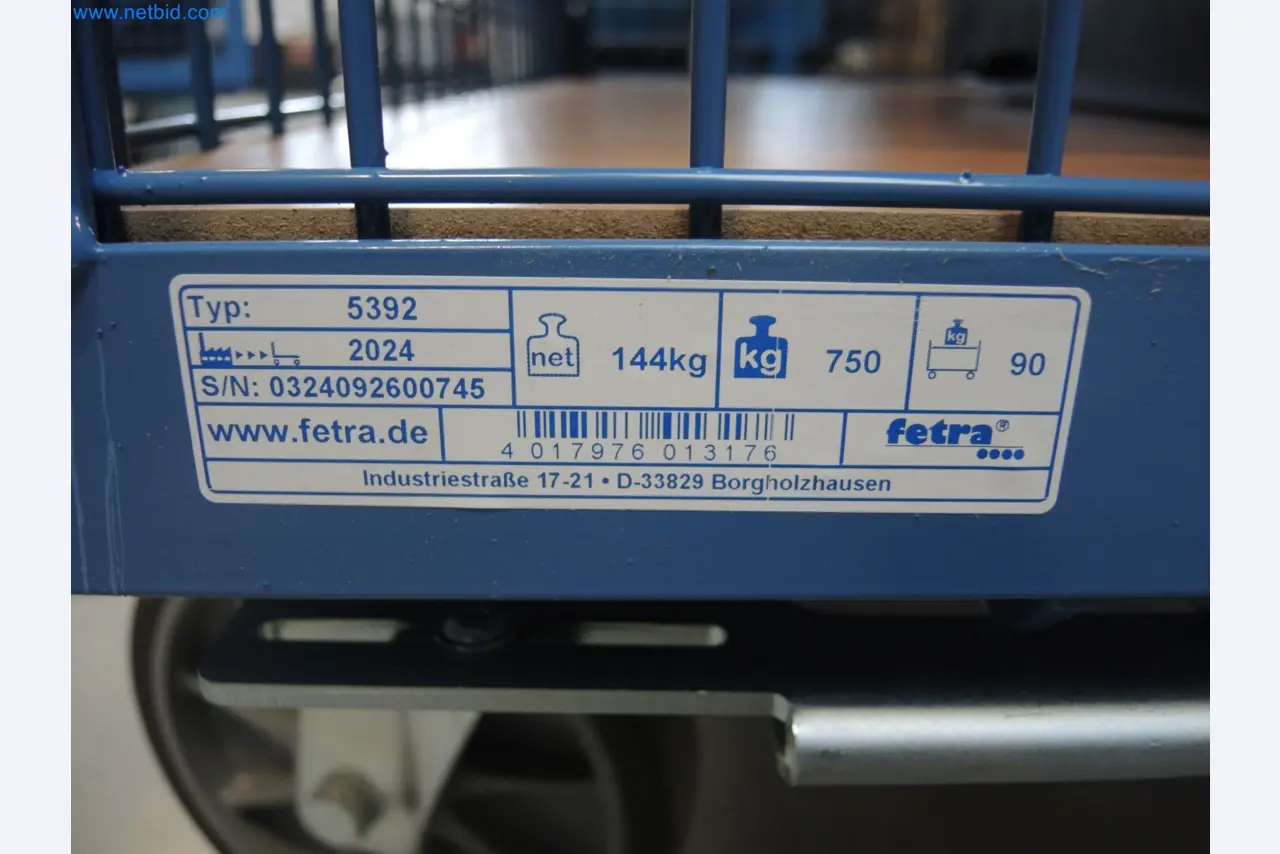 www.netbid.com
Typ: 5392
2024
S/N: 0324092600745
net 144kg
kg 750
kg 90
www.fetra.de
4 017976 013176
fetra®
Industriestraße 17-21 • D-33829 Borgholzhausen